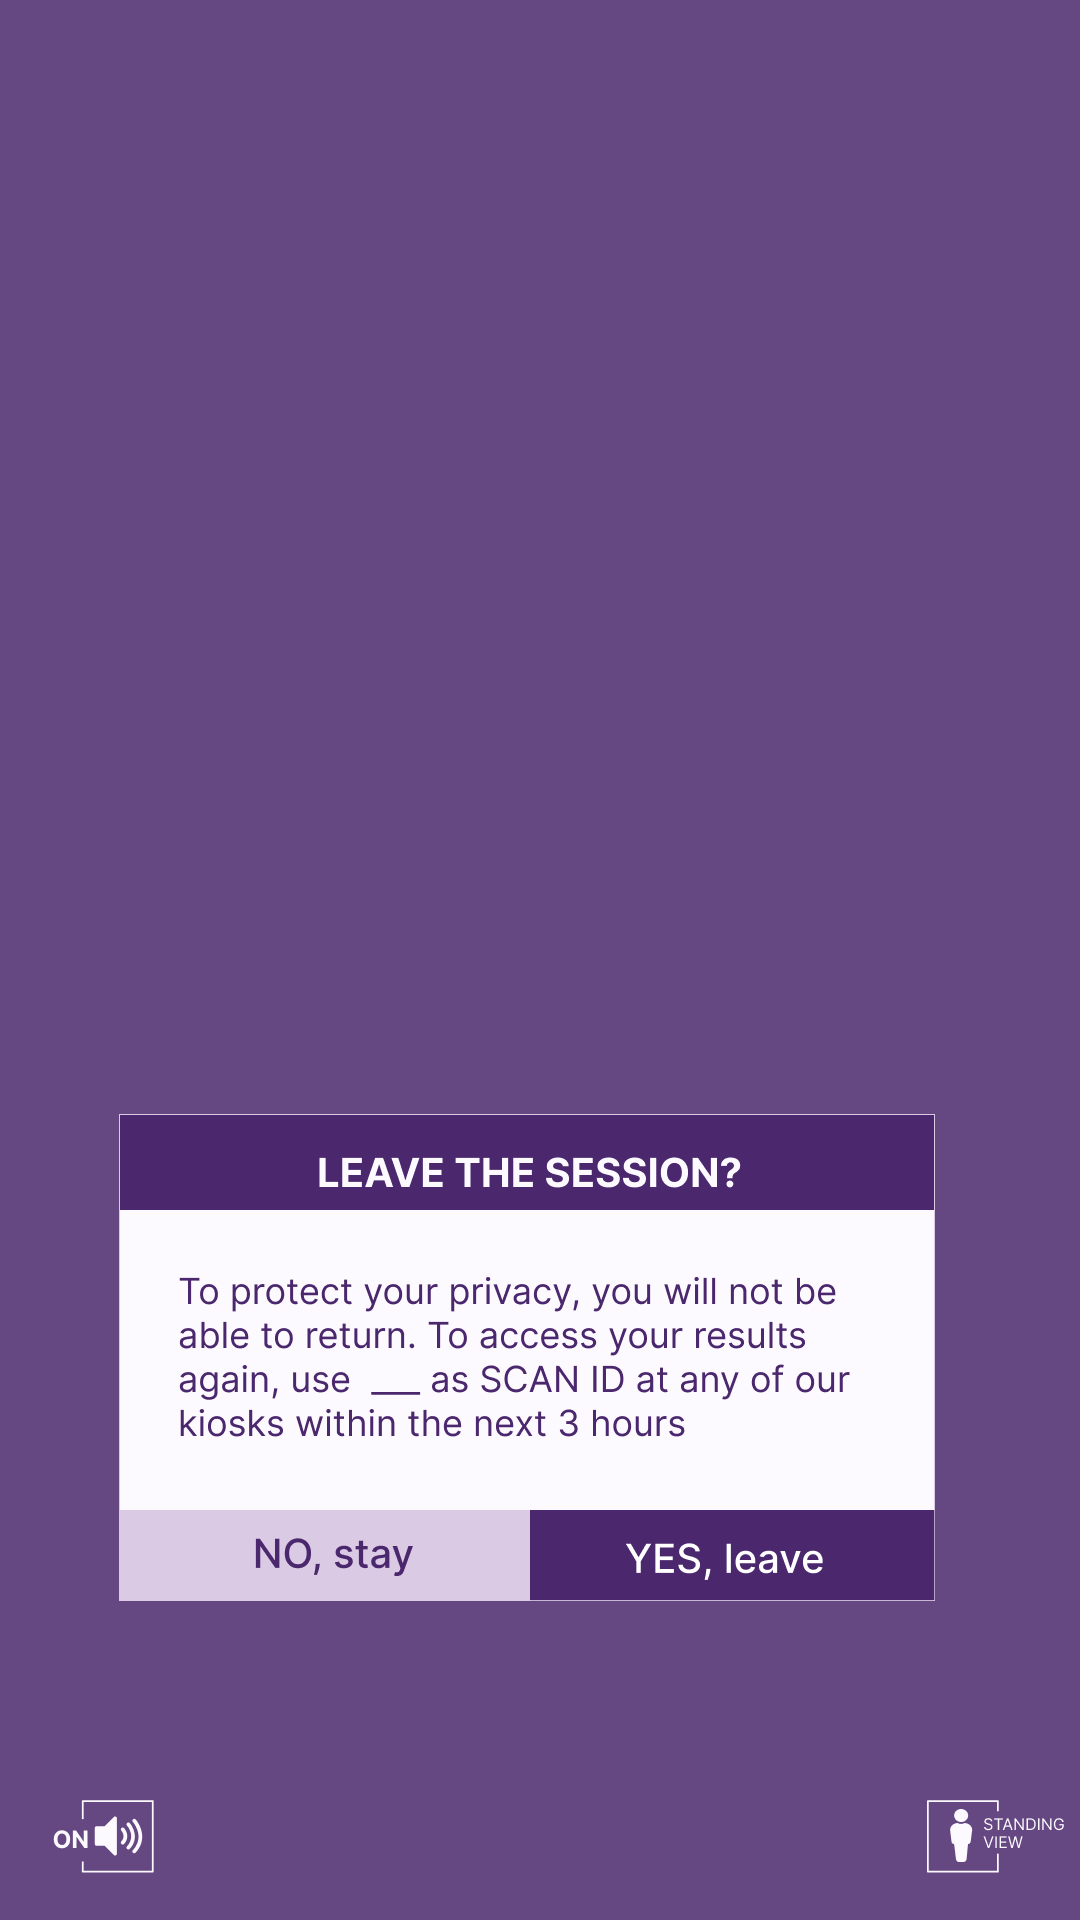 LEAVE THE SESSION?
To protect your privacy, you will not be
able to return. To access your results
again, use ___ as SCAN ID at any of our
kiosks within the next 3 hours
NO, stay
YES, leave
ON
STANDING
VIEW